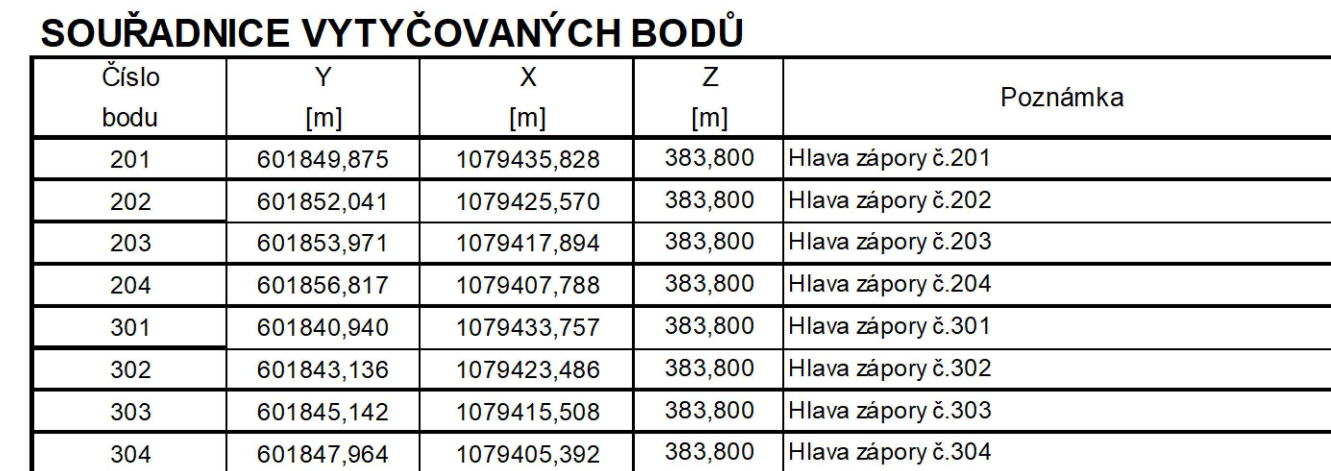 SOUŘADNICE VYTYČOVANÝCH BODŮ
Číslo bodu Y [m] X [m] Z [m] Poznámka
201 601849,875 1079435,828 383,800 Hlava zápory č.201
202 601852,041 1079425,570 383,800 Hlava zápory č.202
203 601853,971 1079417,894 383,800 Hlava zápory č.203
204 601856,817 1079407,788 383,800 Hlava zápory č.204
301 601840,940 1079433,757 383,800 Hlava zápory č.301
302 601843,136 1079423,486 383,800 Hlava zápory č.302
303 601845,142 1079415,508 383,800 Hlava zápory č.303
304 601847,964 1079405,392 383,800 Hlava zápory č.304